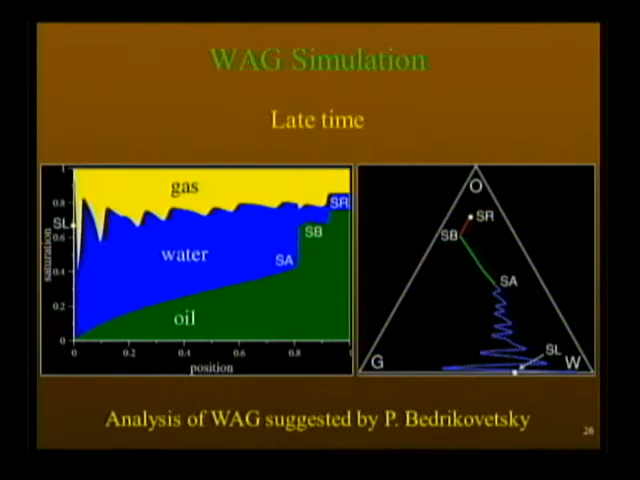 WAG Simulation
Late time
gas
water
oil
SL
SA
SB
SR
saturation
1
0.8
0.6
0.4
0.2
0
0
0.2
0.4
0.6
0.8
1
position
O
SR
SB
SA
SL
G
W
Analysis of WAG suggested by P. Bedrikovetsky
26